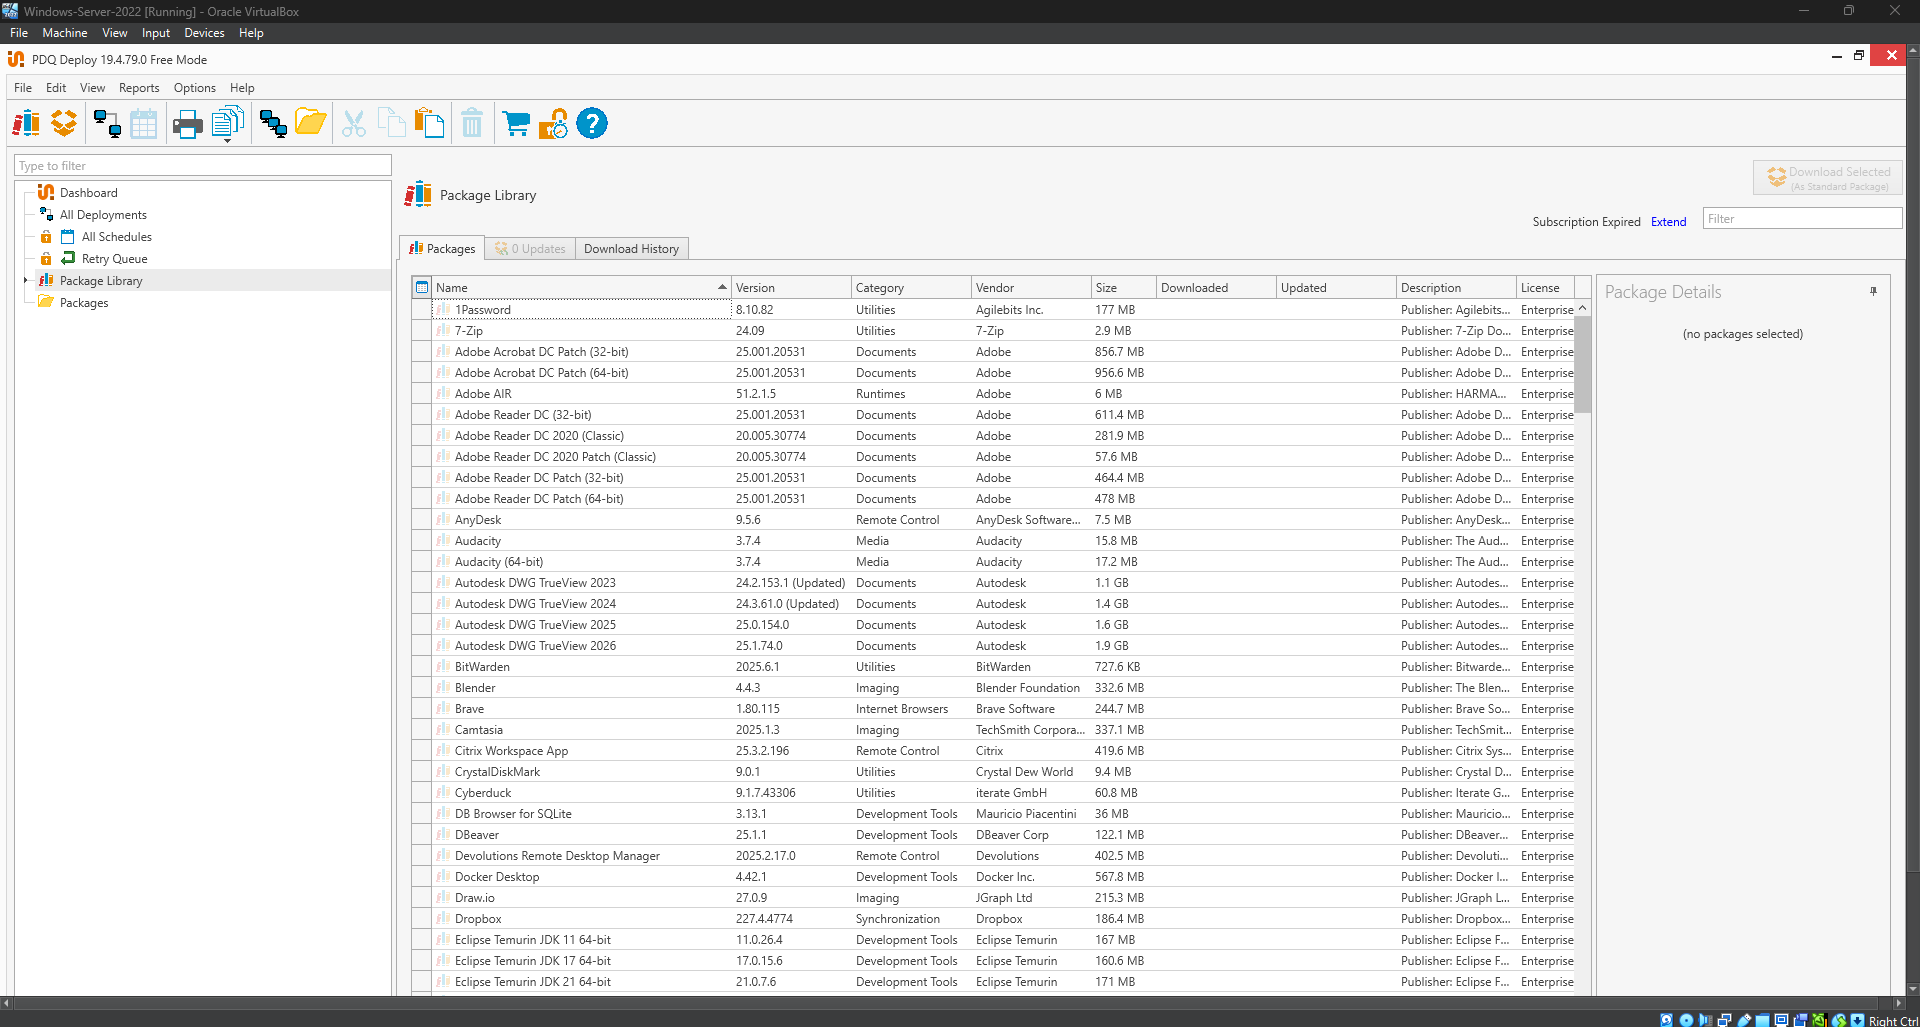 Windows-Server-2022 [Running] - Oracle VirtualBox
File Machine View Input Devices Help
PDQ Deploy 19.4.79.0 Free Mode
File Edit View Reports Options Help
Type to filter
Dashboard
All Deployments
All Schedules
Retry Queue
Package Library
Packages
Package Library
Download Selected
(As Standard Package)
Subscription Expired Extend Filter
Packages 0 Updates Download History
Name Version Category Vendor Size Downloaded Updated Description License
1Password 8.10.82 Utilities Agilebits Inc. 177 MB Publisher: Agilebits... Enterprise
7-Zip 24.09 Utilities 7-Zip 2.9 MB Publisher: 7-Zip Do... Enterprise
Adobe Acrobat DC Patch (32-bit) 25.001.20531 Documents Adobe 856.7 MB Publisher: Adobe D... Enterprise
Adobe Acrobat DC Patch (64-bit) 25.001.20531 Documents Adobe 956.6 MB Publisher: Adobe D... Enterprise
Adobe AIR 51.2.1.5 Runtimes Adobe 6 MB Publisher: HARMA... Enterprise
Adobe Reader DC (32-bit) 25.001.20531 Documents Adobe 611.4 MB Publisher: Adobe D... Enterprise
Adobe Reader DC 2020 (Classic) 20.005.30774 Documents Adobe 281.9 MB Publisher: Adobe D... Enterprise
Adobe Reader DC 2020 Patch (Classic) 20.005.30774 Documents Adobe 57.6 MB Publisher: Adobe D... Enterprise
Adobe Reader DC Patch (32-bit) 25.001.20531 Documents Adobe 464.4 MB Publisher: Adobe D... Enterprise
Adobe Reader DC Patch (64-bit) 25.001.20531 Documents Adobe 478 MB Publisher: Adobe D... Enterprise
AnyDesk 9.5.6 Remote Control AnyDesk Software... 7.5 MB Publisher: AnyDesk... Enterprise
Audacity 3.7.4 Media Audacity 15.8 MB Publisher: The Aud... Enterprise
Audacity (64-bit) 3.7.4 Media Audacity 17.2 MB Publisher: The Aud... Enterprise
Autodesk DWG TrueView 2023 24.2.153.1 (Updated) Documents Autodesk 1.1 GB Publisher: Autodes... Enterprise
Autodesk DWG TrueView 2024 24.3.61.0 (Updated) Documents Autodesk 1.4 GB Publisher: Autodes... Enterprise
Autodesk DWG TrueView 2025 25.0.154.0 Documents Autodesk 1.6 GB Publisher: Autodes... Enterprise
Autodesk DWG TrueView 2026 25.1.74.0 Documents Autodesk 1.9 GB Publisher: Autodes... Enterprise
BitWarden 2025.6.1 Utilities BitWarden 727.6 KB Publisher: Bitwarde... Enterprise
Blender 4.4.3 Imaging Blender Foundation 332.6 MB Publisher: The Blen... Enterprise
Brave 1.80.115 Internet Browsers Brave Software 244.7 MB Publisher: Brave So... Enterprise
Camtasia 2025.1.3 Imaging TechSmith Corpora... 337.1 MB Publisher: TechSmit... Enterprise
Citrix Workspace App 25.3.2.196 Remote Control Citrix 419.6 MB Publisher: Citrix Sys... Enterprise
CrystalDiskMark 9.0.1 Utilities Crystal Dew World 9.4 MB Publisher: Crystal D... Enterprise
Cyberduck 9.1.7.43306 Utilities iterate GmbH 60.8 MB Publisher: Iterate G... Enterprise
DB Browser for SQLite 3.13.1 Development Tools Mauricio Piacentini 36 MB Publisher: Mauricio... Enterprise
DBeaver 25.1.1 Development Tools DBeaver Corp 122.1 MB Publisher: DBeaver... Enterprise
Devolutions Remote Desktop Manager 2025.2.17.0 Remote Control Devolutions 402.5 MB Publisher: Devoluti... Enterprise
Docker Desktop 4.42.1 Development Tools Docker Inc. 567.8 MB Publisher: Docker I... Enterprise
Draw.io 27.0.9 Imaging JGraph Ltd 215.3 MB Publisher: JGraph L... Enterprise
Dropbox 227.4.4774 Synchronization Dropbox 186.4 MB Publisher: Dropbox... Enterprise
Eclipse Temurin JDK 11 64-bit 11.0.26.4 Development Tools Eclipse Temurin 167 MB Publisher: Eclipse F... Enterprise
Eclipse Temurin JDK 17 64-bit 17.0.15.6 Development Tools Eclipse Temurin 160.6 MB Publisher: Eclipse F... Enterprise
Eclipse Temurin JDK 21 64-bit 21.0.7.6 Development Tools Eclipse Temurin 171 MB Publisher: Eclipse F... Enterprise
Package Details
(no packages selected)
Right Ctrl